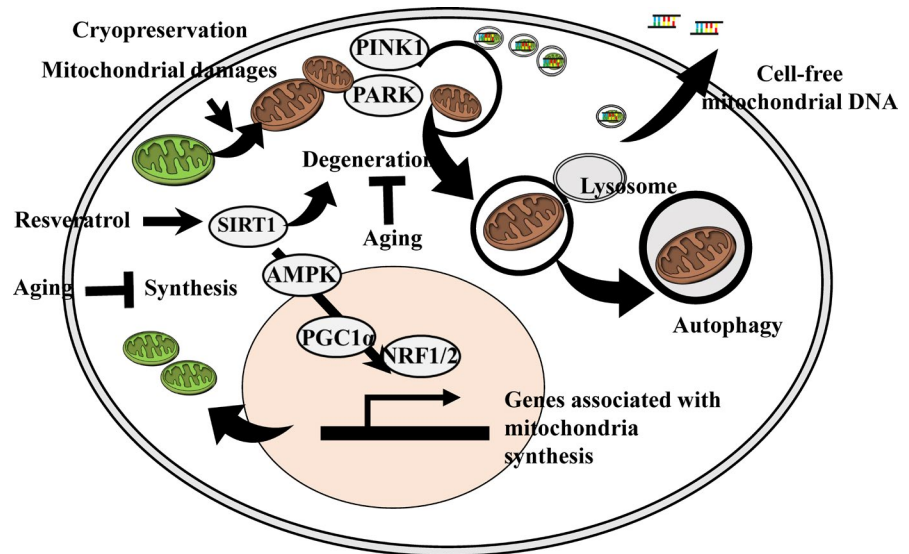 Cryopreservation
Mitochondrial damages
PINK1
PARK
Cell-free
mitochondrial DNA
Degeneration
Lysosome
Resveratrol
SIRT1
Aging
AMPK
Aging
Synthesis
Autophagy
PGC1α
NRF1/2
Genes associated with
mitochondria
synthesis